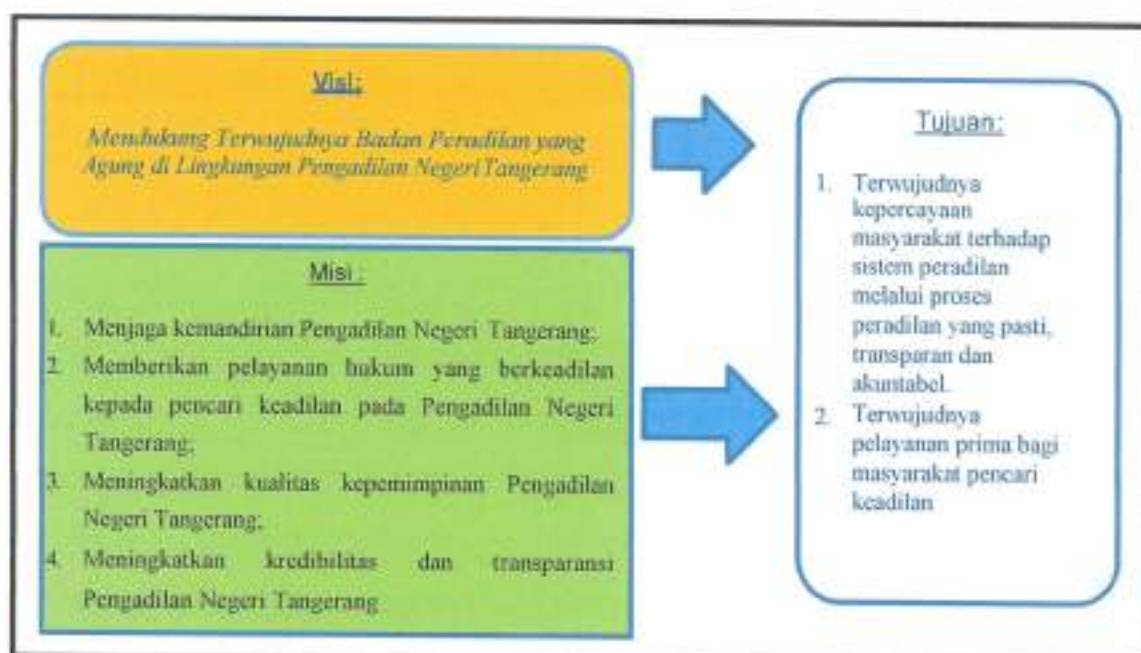 Visi:
Mendukung Terwujudnya Badan Peradilan yang
Agung di Lingkungan Pengadilan Negeri Tangerang
Misi :
1. Menjaga kemandirian Pengadilan Negeri Tangerang;
2. Memberikan pelayanan hukum yang berkeadilan
kepada pencari keadilan pada Pengadilan Negeri
Tangerang;
3. Meningkatkan kualitas kepemimpinan Pengadilan
Negeri Tangerang;
4. Meningkatkan kredibilitas dan transparansi
Pengadilan Negeri Tangerang
Tujuan:
1. Terwujudnya
kepercayaan
masyarakat terhadap
sistem peradilan
melalui proses
peradilan yang pasti,
transparan dan
akuntabel.
2. Terwujudnya
pelayanan prima bagi
masyarakat pencari
keadilan